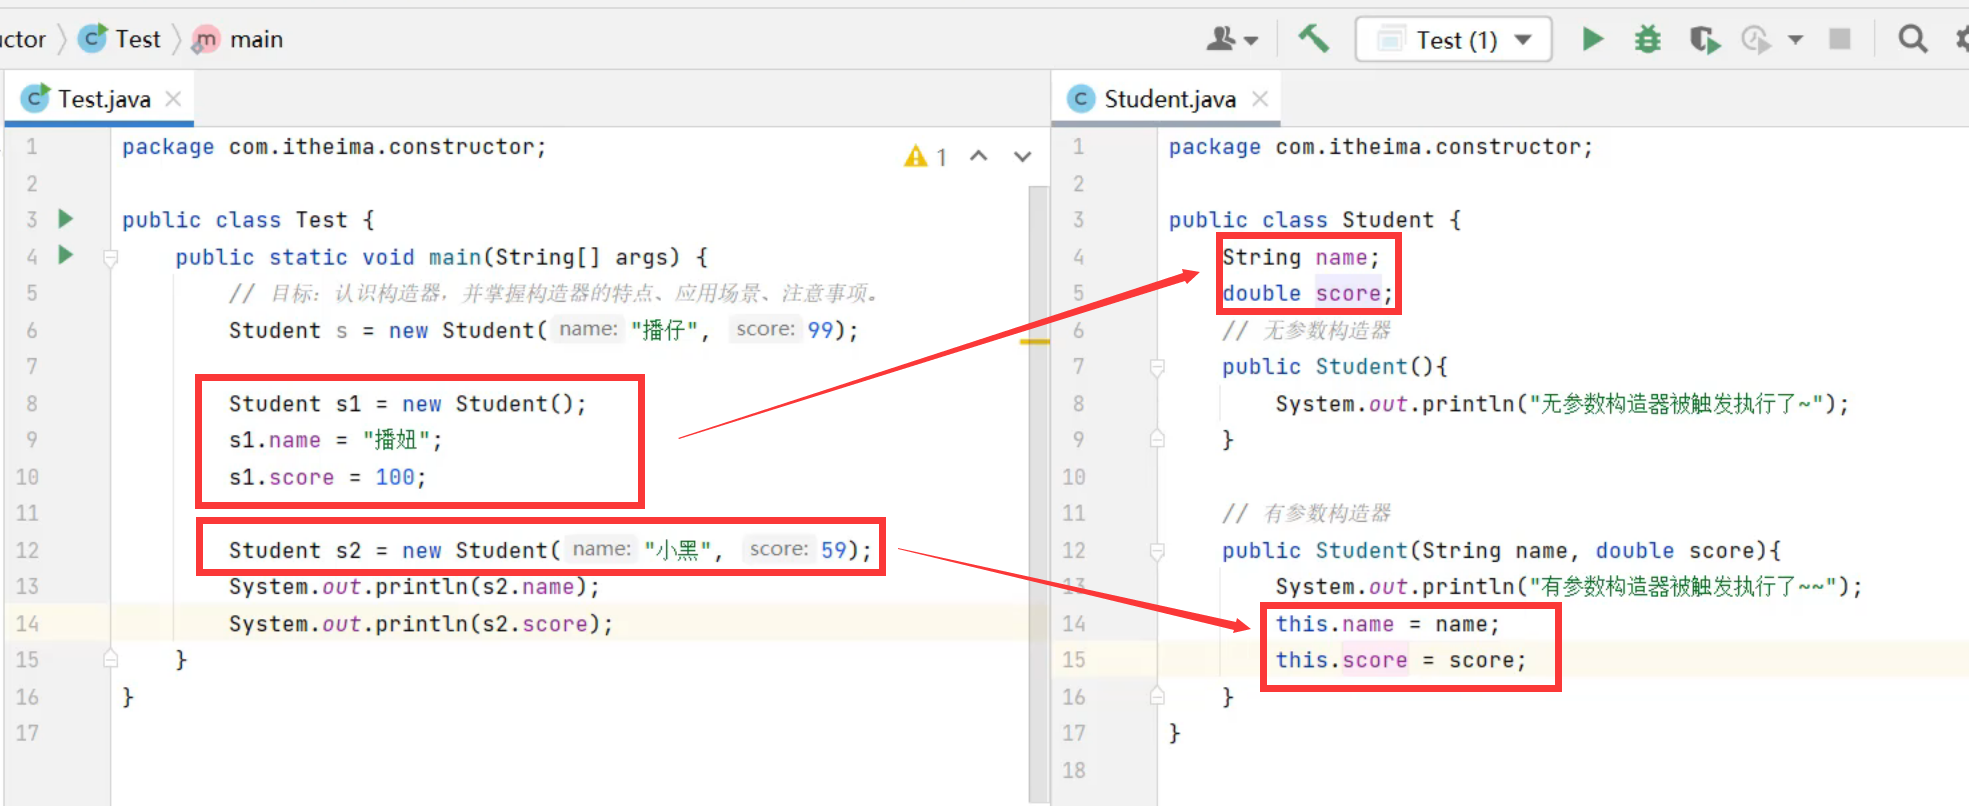 ctor Test main
Test (1)
Test.java
1 package com.itheima.constructor;
1
2
3 public class Test {
4 public static void main(String[] args) {
5 // 目标：认识构造器，并掌握构造器的特点、应用场景、注意事项。
6 Student s = new Student( name: "播仔", score: 99);
7
8 Student s1 = new Student();
9 s1.name = "播妞";
10 s1.score = 100;
11
12 Student s2 = new Student( name: "小黑", score: 59);
13 System.out.println(s2.name);
14 System.out.println(s2.score);
15 }
16 }
17
Student.java
1 package com.itheima.constructor;
2
3 public class Student {
4 String name;
5 double score;
6 // 无参数构造器
7 public Student(){
8 System.out.println("无参数构造器被触发执行了~");
9 }
10
11 // 有参数构造器
12 public Student(String name, double score){
13 System.out.println("有参数构造器被触发执行了~~");
14 this.name = name;
15 this.score = score;
16 }
17 }
18